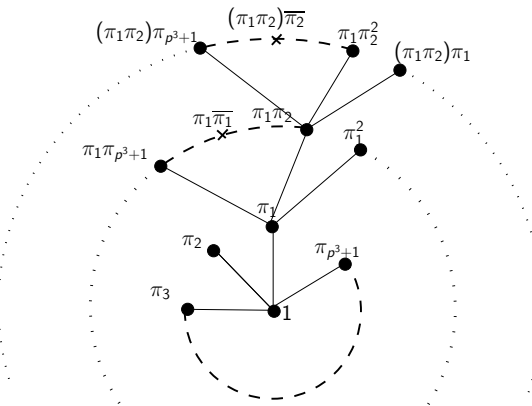 (π₁π₂)π̅₂̅
(π₁π₂)π_{p³+1}
π₁π₂²
(π₁π₂)π₁
π₁π̅₁̅
π₁π₂
π₁²
π₁π_{p³+1}
π₁
π₂
π_{p³+1}
π₃
1